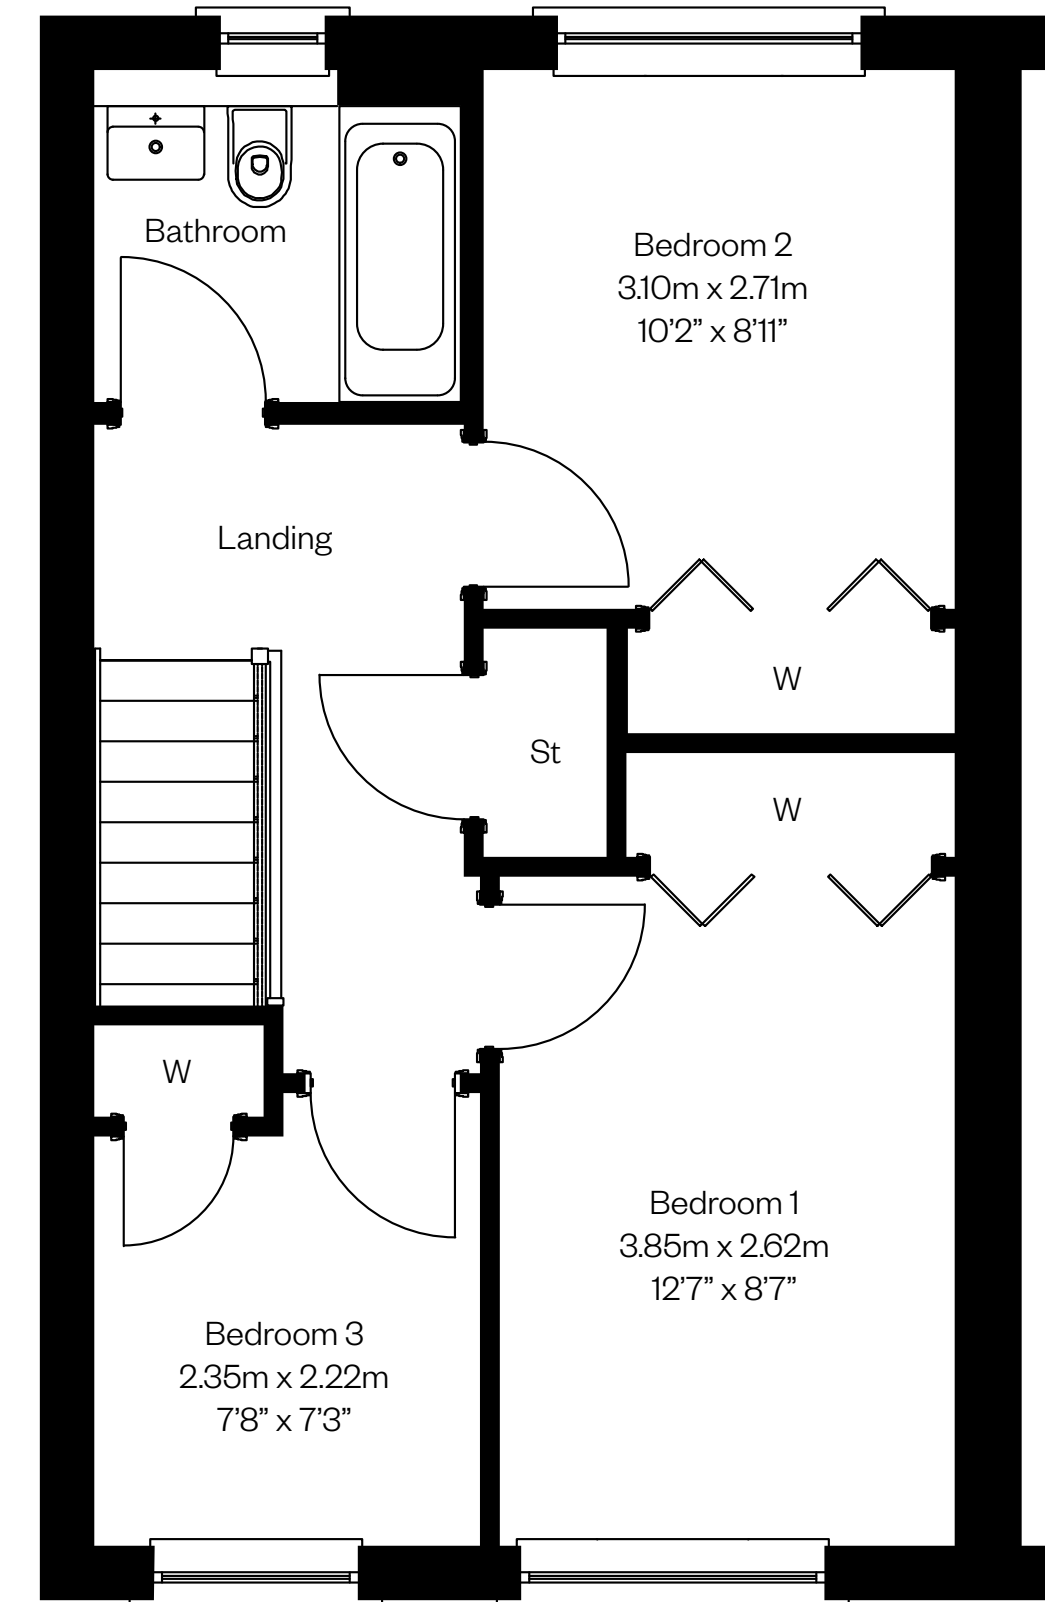 Bathroom
Bedroom 2
3.10m x 2.71m
10’2” x 8’11”
Landing
W
St
W
W
Bedroom 1
3.85m x 2.62m
12’7” x 8’7”
Bedroom 3
2.35m x 2.22m
7’8” x 7’3”